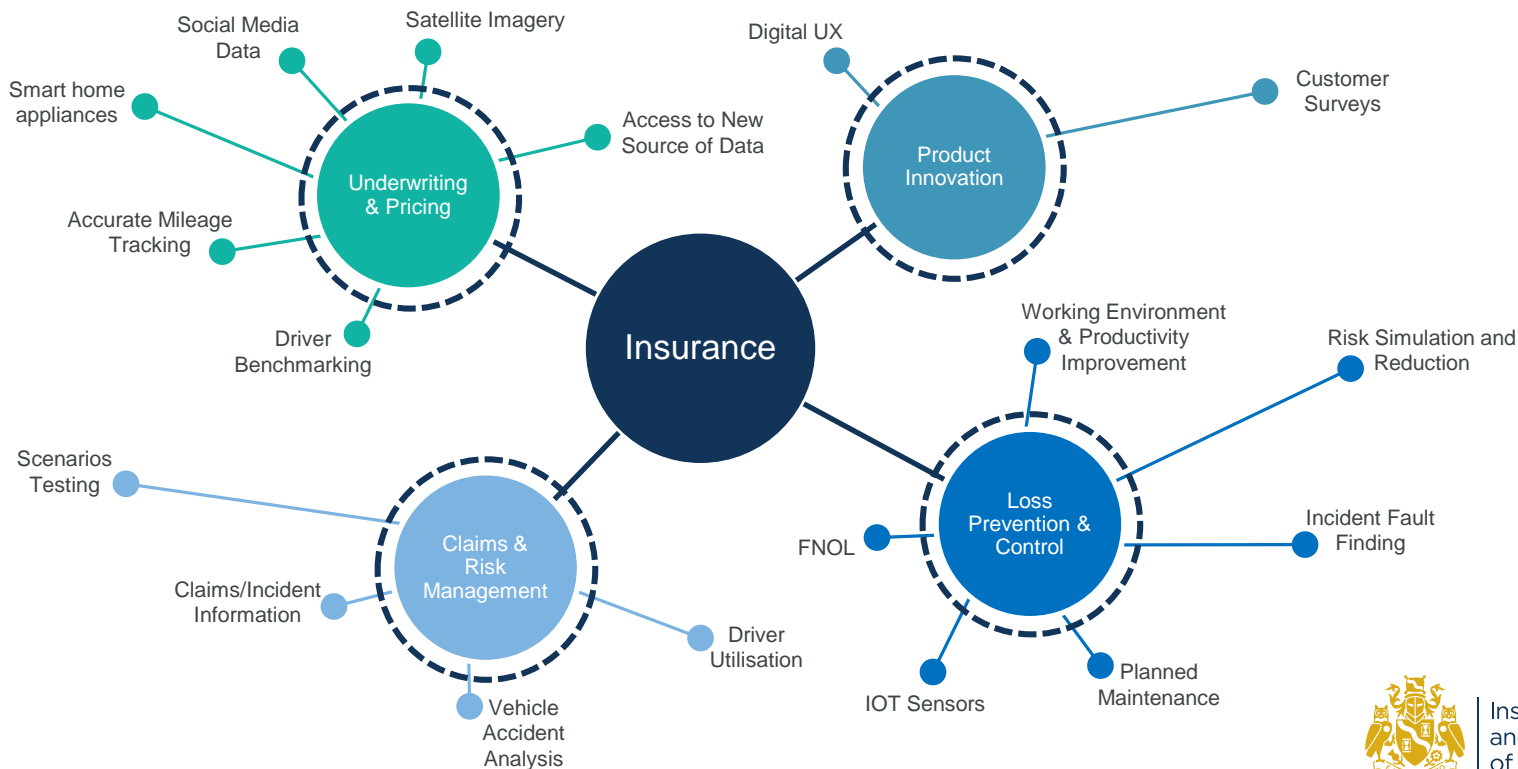 Social Media
Data
Satellite Imagery
Smart home
appliances
Access to New
Source of Data
Underwriting
& Pricing
Accurate Mileage
Tracking
Driver
Benchmarking
Digital UX
Customer
Surveys
Product
Innovation
Insurance
Working Environment
& Productivity
Improvement
Risk Simulation and
Reduction
Loss
Prevention &
Control
Incident Fault
Finding
FNOL
IOT Sensors
Planned
Maintenance
Scenarios
Testing
Claims &
Risk
Management
Claims/Incident
Information
Driver
Utilisation
Vehicle
Accident
Analysis
of